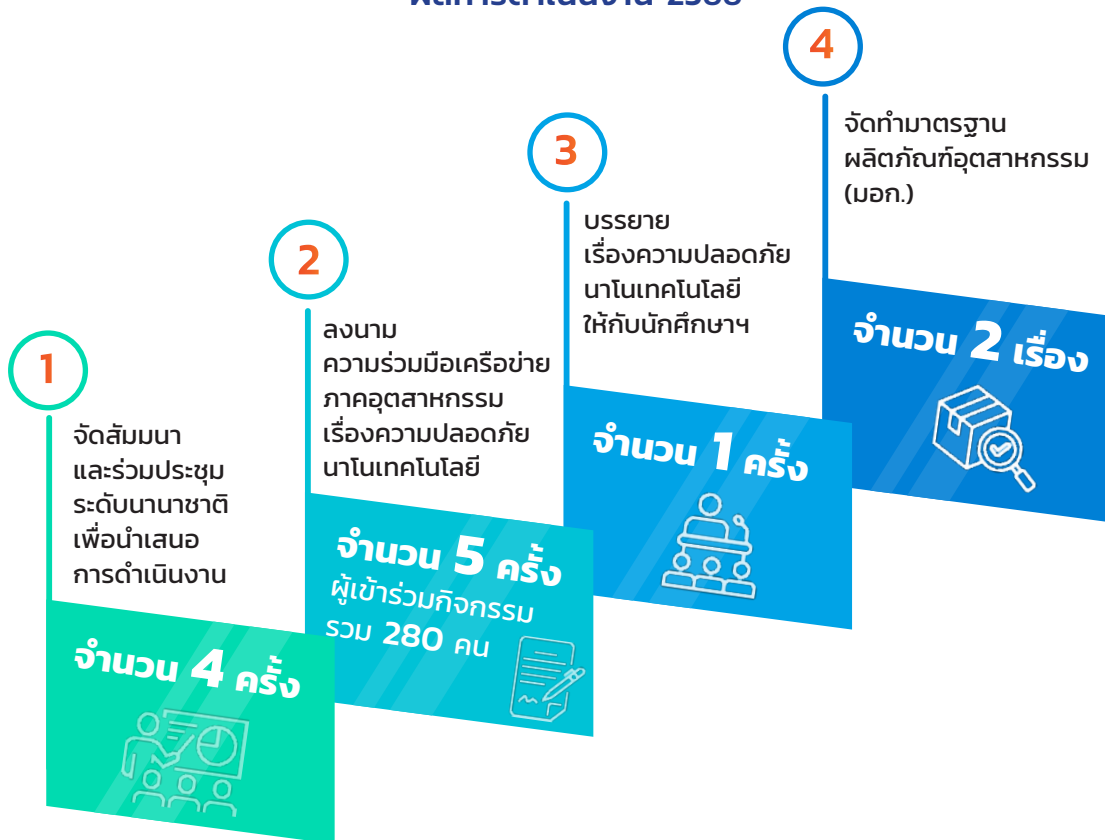 1
จัดสัมมนา
และร่วมประชุม
ระดับนานาชาติ
เพื่อนำเสนอ
การดำเนินงาน
จำนวน 4 ครั้ง
2
ลงนาม
ความร่วมมือเครือข่าย
ภาคอุตสาหกรรม
เรื่องความปลอดภัย
นาโนเทคโนโลยี
จำนวน 5 ครั้ง
ผู้เข้าร่วมกิจกรรม
รวม 280 คน
3
บรรยาย
เรื่องความปลอดภัย
นาโนเทคโนโลยี
ให้กับนักศึกษาฯ
จำนวน 1 ครั้ง
4
จัดทำมาตรฐาน
ผลิตภัณฑ์อุตสาหกรรม
(มอก.)
จำนวน 2 เรื่อง